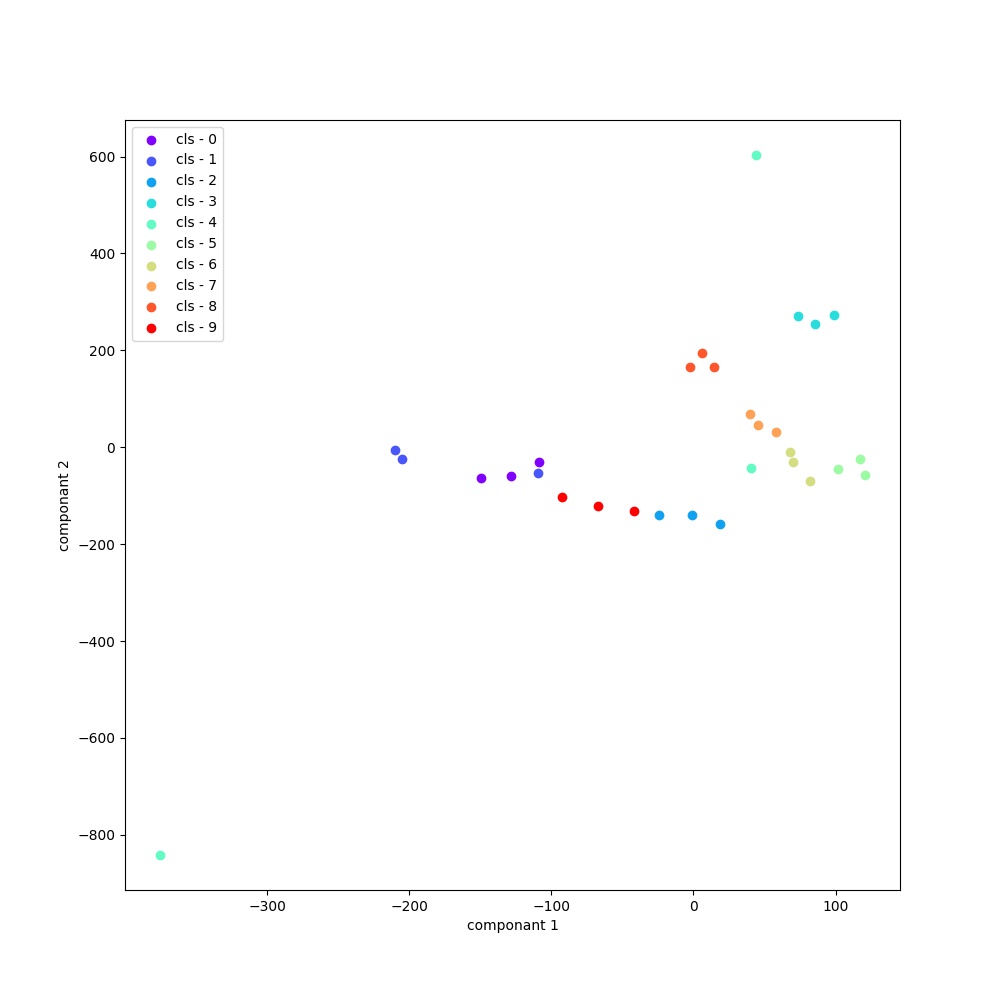 cls - 0
cls - 1
cls - 2
cls - 3
cls - 4
cls - 5
cls - 6
cls - 7
cls - 8
cls - 9
600
400
200
0
−200
−400
−600
−800
componant 2
−300 −200 −100 0 100
componant 1